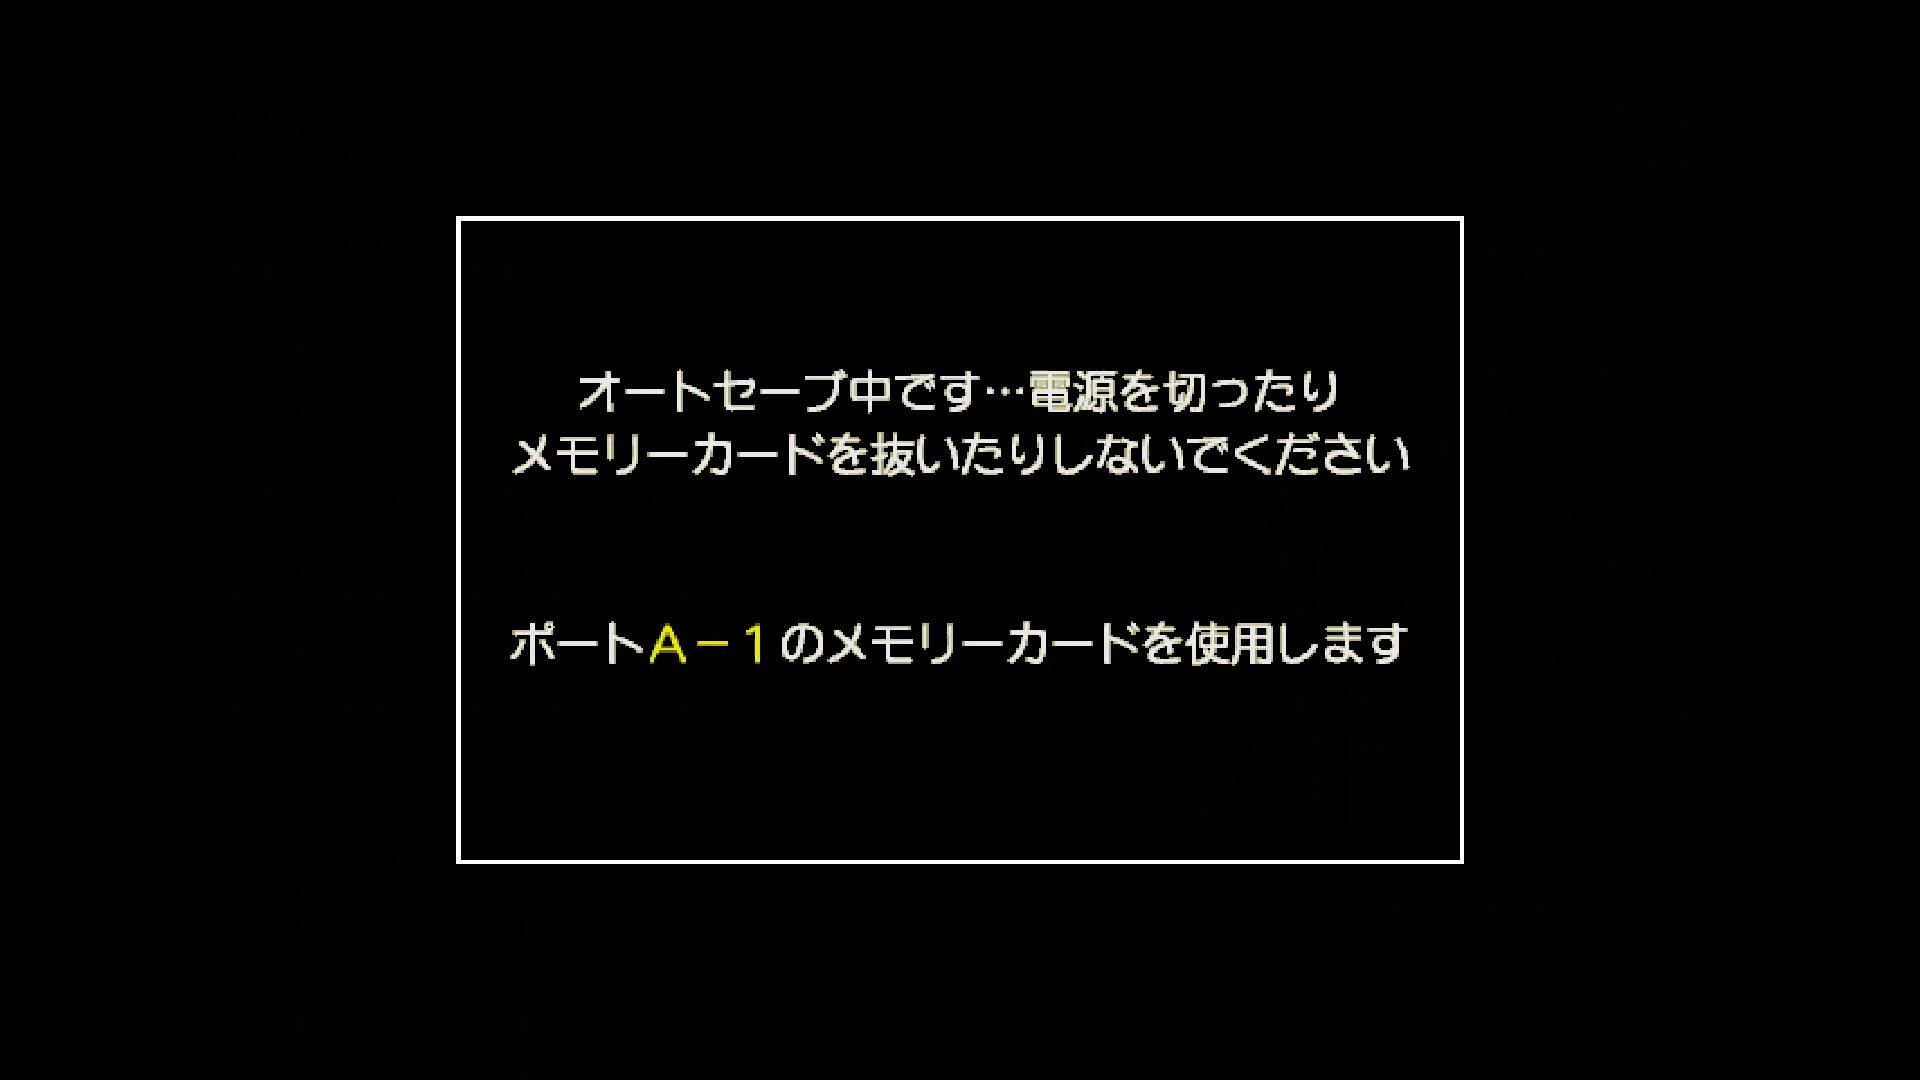 オートセーブ中です…電源を切ったり
メモリーカードを抜いたりしないでください
ポートA－1のメモリーカードを使用します